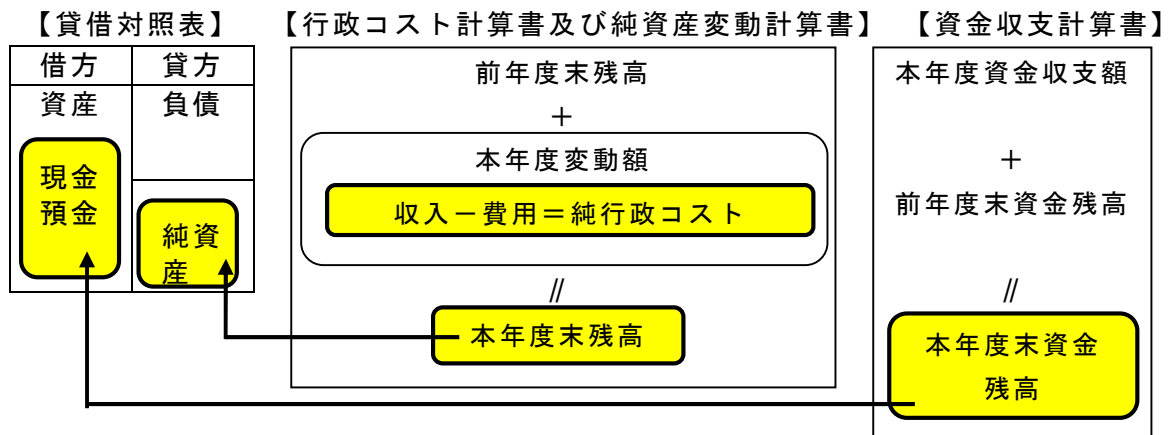 【貸借対照表】
借方
貸方
資産
負債
現金
預金
純資
産
【行政コスト計算書及び純資産変動計算書】
前年度末残高
＋
本年度変動額
収入－費用＝純行政コスト
〃
本年度末残高
【資金収支計算書】
本年度資金収支額
＋
前年度末資金残高
〃
本年度末資金
残高